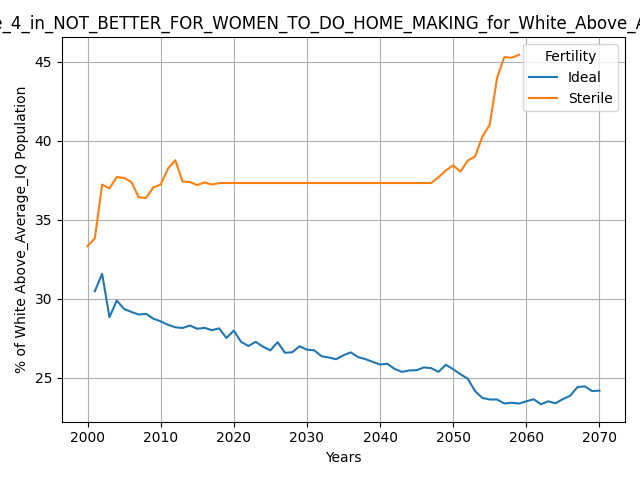 _4_in_NOT_BETTER_FOR_WOMEN_TO_DO_HOME_MAKING_for_White_Above_A
Fertility
Ideal
Sterile
% of White Above_Average_IQ Population
45
40
35
30
25
2000 2010 2020 2030 2040 2050 2060 2070
Years